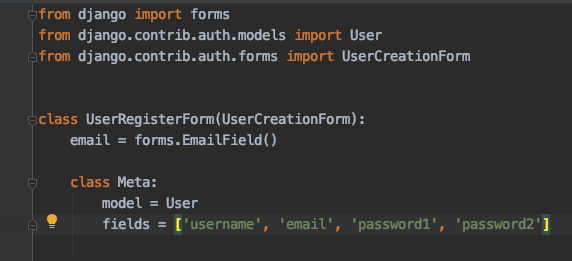 from django import forms
from django.contrib.auth.models import User
from django.contrib.auth.forms import UserCreationForm
class UserRegisterForm(UserCreationForm):
    email = forms.EmailField()
    class Meta:
        model = User
        fields = ['username', 'email', 'password1', 'password2']